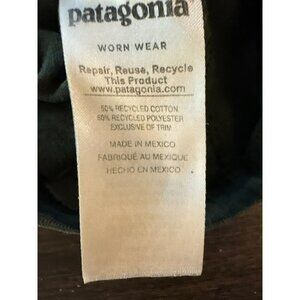 patagonia
WORN WEAR
Repair, Reuse, Recycle
This Product
www.patagonia.com
50% RECYCLED COTTON
50% RECYCLED POLYESTER
EXCLUSIVE OF TRIM
MADE IN MEXICO
FABRIQUÉ AU MEXIQUE
HECHO EN MEXICO